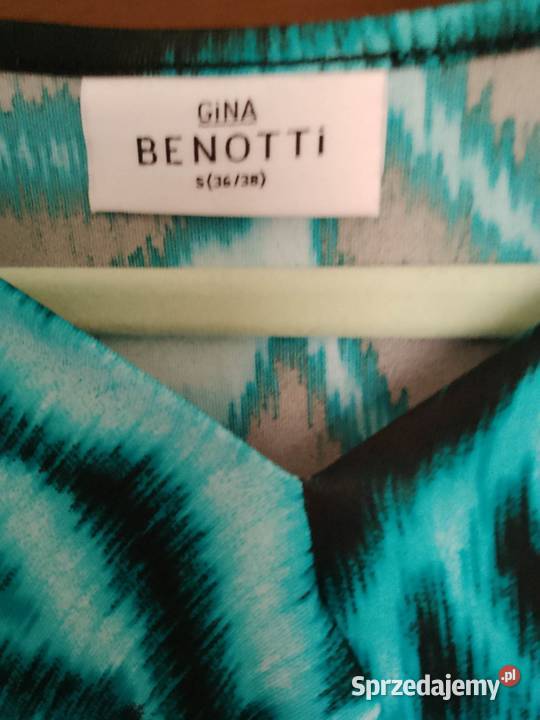 GiNA
BENOTTi
S (36/38)
Sprzedajemy.pl